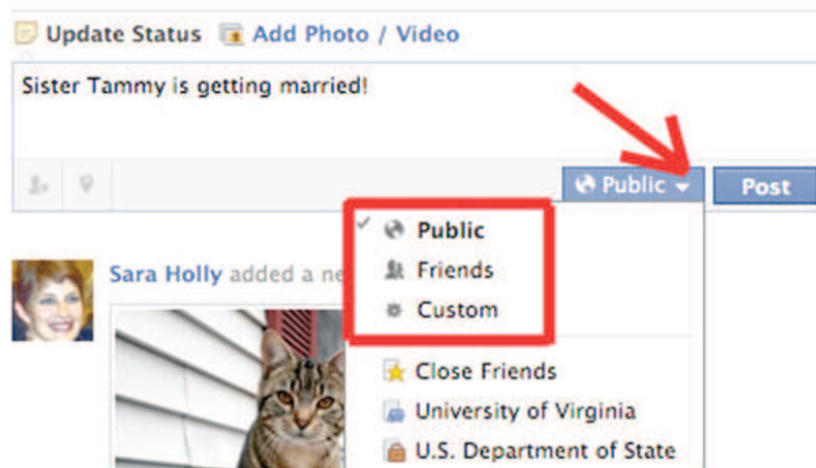 Update Status Add Photo / Video
Sister Tammy is getting married!
Public Post
Public
Sara Holly added a ne
Friends
Custom
Close Friends
University of Virginia
U.S. Department of State